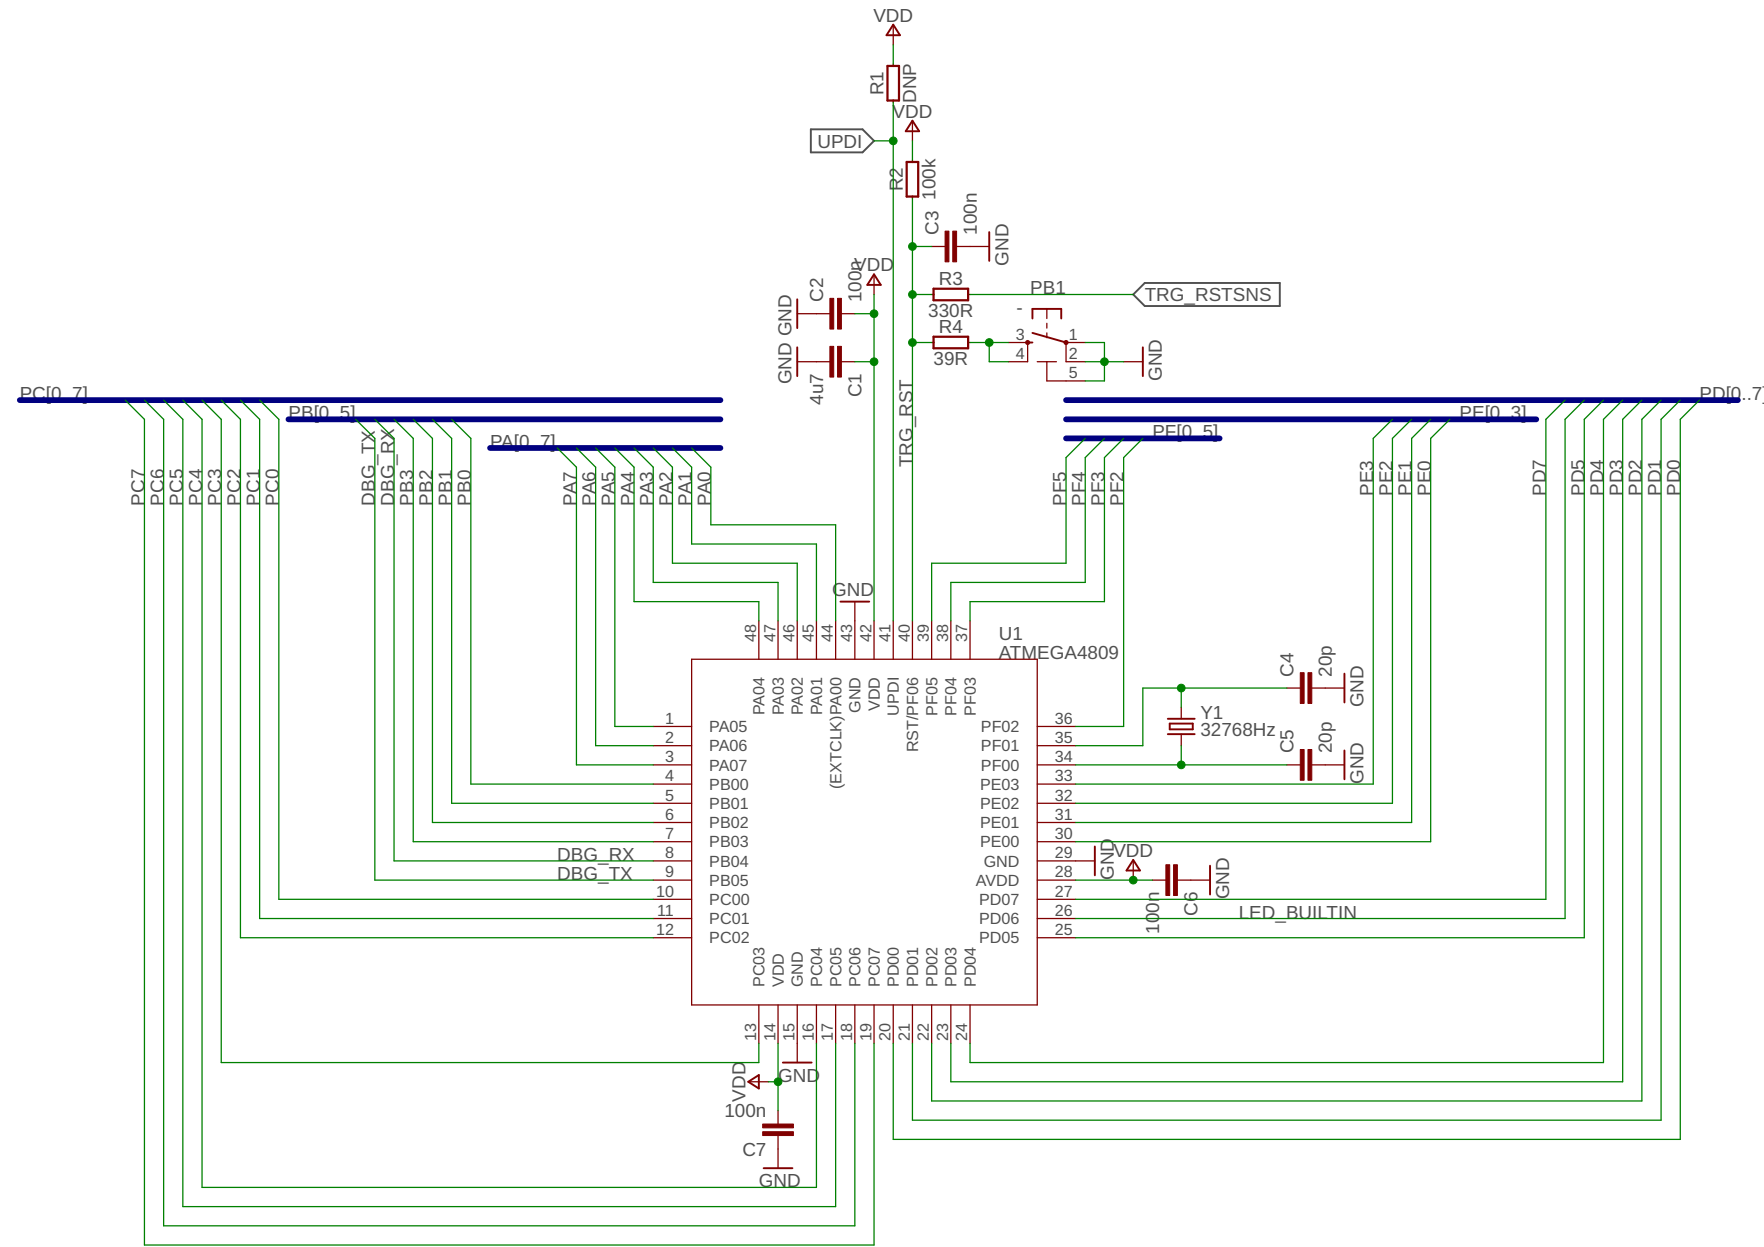 VDD
R1
DNP
VDD
UPDI
R2
100k
C3
100n
GND
VDD
C2
100n
GND
R3
330R
PB1
TRG_RSTSNS
-
R4
39R
3
4
1
2
5
GND
GND
4u7
C1
TRG_RST
PC[0..7]
PB[0..5]
PA[0..7]
PD[0..7]
PE[0..3]
PF[0..5]
PC7
PC6
PC5
PC4
PC3
PC2
PC1
PC0
DBG_TX
DBG_RX
PB3
PB2
PB1
PB0
PA7
PA6
PA5
PA4
PA3
PA2
PA1
PA0
PF5
PF4
PF3
PF2
PE3
PE2
PE1
PE0
PD7
PD5
PD4
PD3
PD2
PD1
PD0
GND
48
47
46
45
44
43
42
41
40
39
38
37
U1
ATMEGA4809
PA04
PA03
PA02
PA01
(EXTCLK)PA00
GND
VDD
UPDI
RST/PF06
PF05
PF04
PF03
1 PA05
2 PA06
3 PA07
4 PB00
5 PB01
6 PB02
7 PB03
DBG_RX 8 PB04
DBG_TX 9 PB05
10 PC00
11 PC01
12 PC02
PF02 36
PF01 35
PF00 34
PE03 33
PE02 32
PE01 31
PE00 30
GND 29
AVDD 28
PD07 27
PD06 26
PD05 25
C4
20p
GND
Y1
32768Hz
C5
20p
GND
GND
VDD
100n
C6
GND
LED_BUILTIN
PC03
VDD
GND
PC04
PC05
PC06
PC07
PD00
PD01
PD02
PD03
PD04
13
14
15
16
17
18
19
20
21
22
23
24
VDD
GND
100n
C7
GND